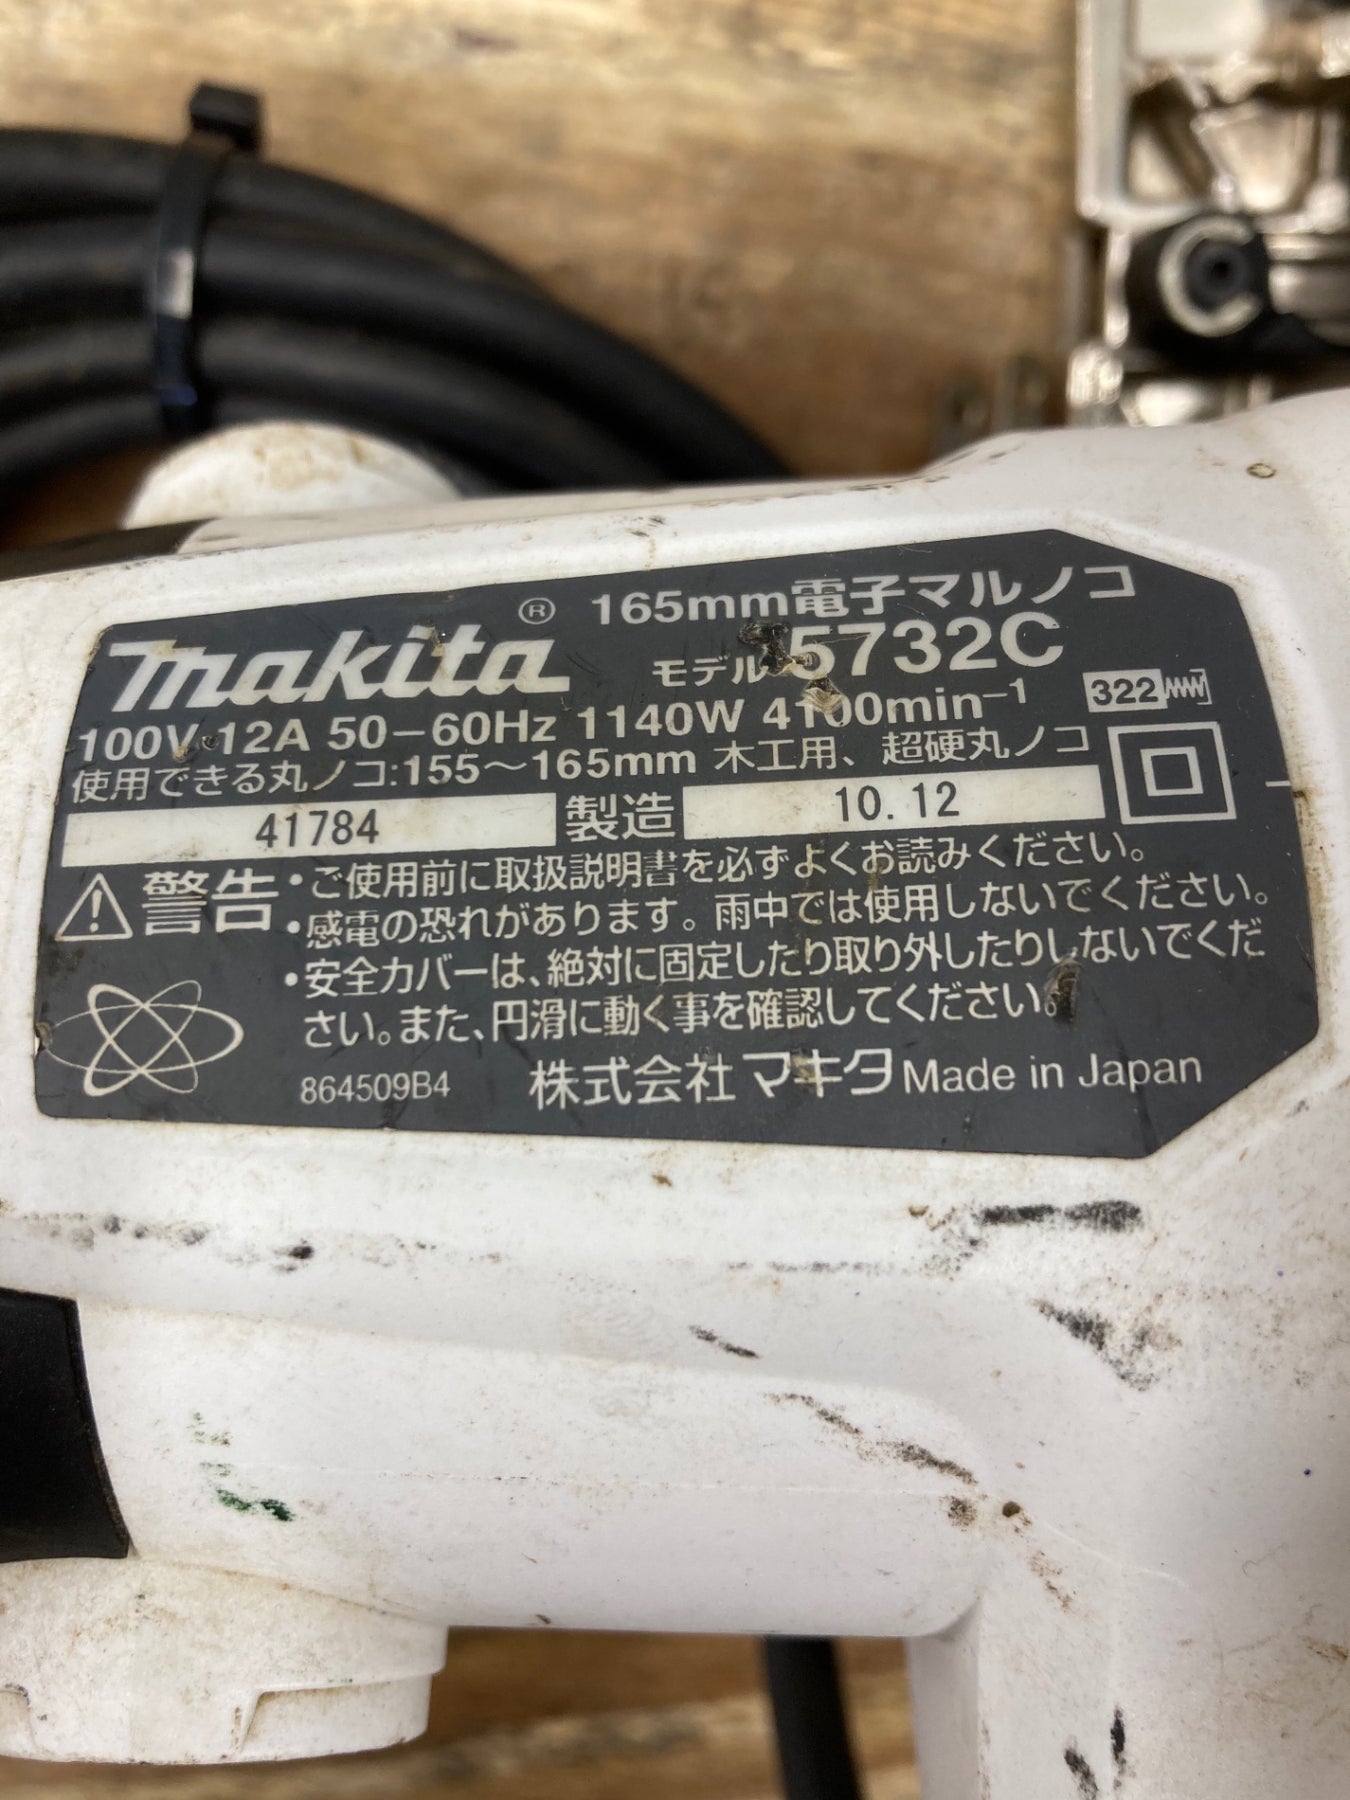 makita® 165mm電子マルノコ
モデル 5732C
100V 12A 50-60Hz 1140W 4100min⁻¹
322
使用できる丸ノコ:155～165mm 木工用、超硬丸ノコ
41784 製造 10.12
警告 ・ご使用前に取扱説明書を必ずよくお読みください。
・感電の恐れがあります。雨中では使用しないでください。
・安全カバーは、絶対に固定したり取り外したりしないでくだ
さい。また、円滑に動く事を確認してください。
864509B4 株式会社マキタ Made in Japan